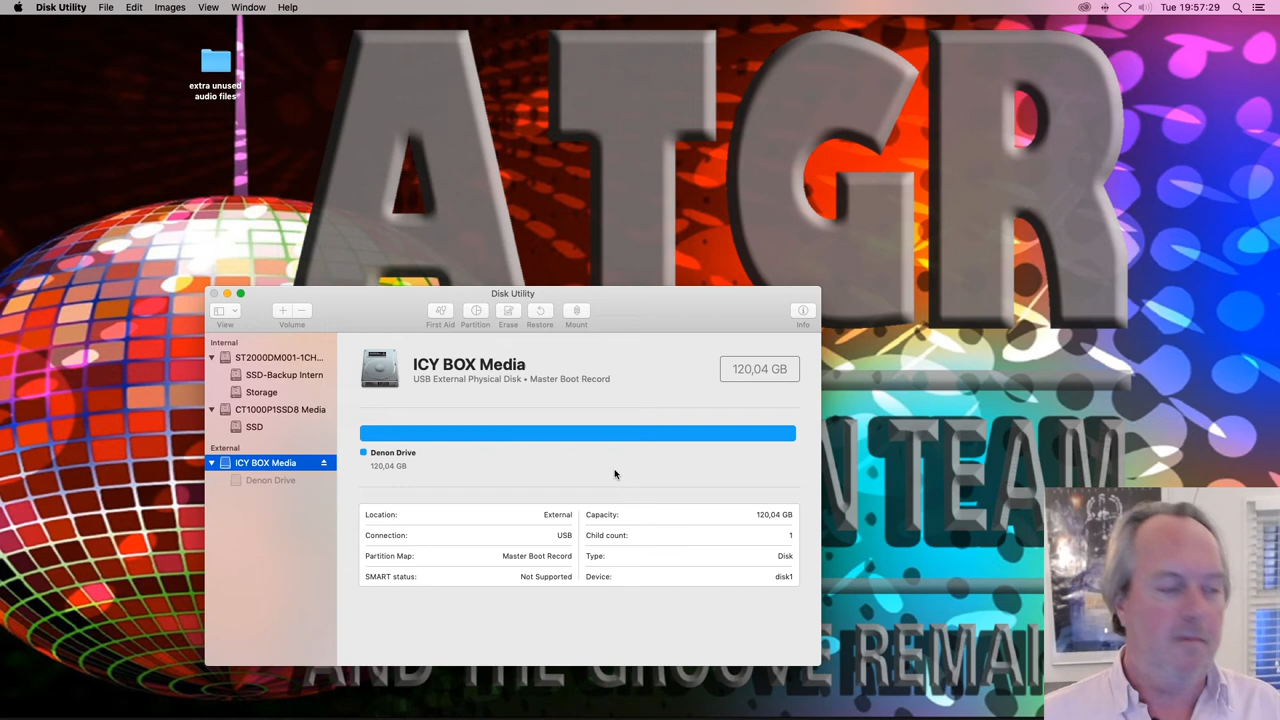 Disk Utility File Edit Images View Window Help Tue 19:57:29
extra unused
audio files*
ATGR
N TEAM
AND THE GROOVE REMAI
Disk Utility
View Volume First Aid Partition Erase Restore Mount Info
Internal
ST2000DM001-1CH...
SSD-Backup Intern
Storage
CT1000P1SSD8 Media
SSD
External
ICY BOX Media
Denon Drive
ICY BOX Media
USB External Physical Disk • Master Boot Record
120,04 GB
Denon Drive
120,04 GB
Location: External
Connection: USB
Partition Map: Master Boot Record
SMART status: Not Supported
Capacity: 120,04 GB
Child count: 1
Type: Disk
Device: disk1